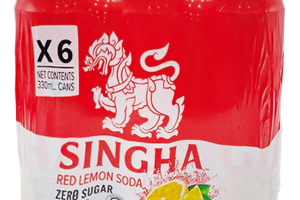 X 6
NET CONTENTS
330mL. CANS
SINGHA
RED LEMON SODA
ZERO SUGAR